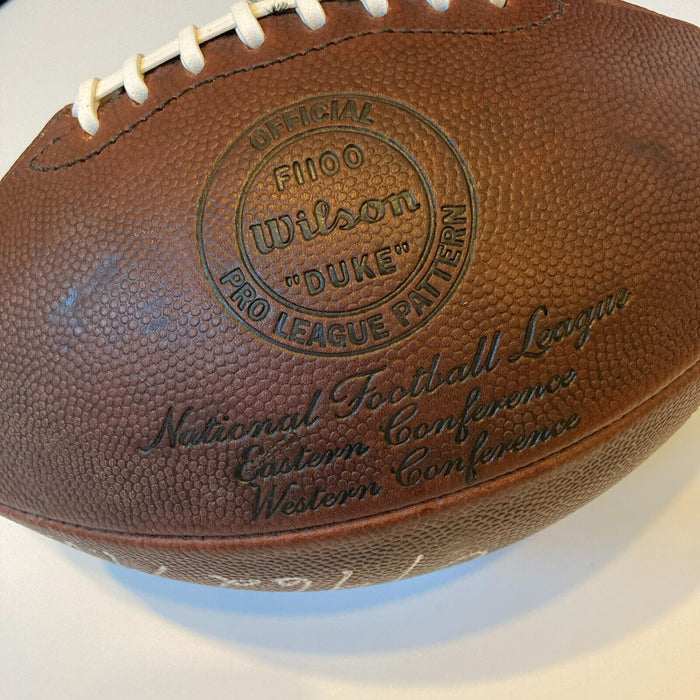 OFFICIAL
F1100
Wilson
"DUKE"
PRO LEAGUE PATTERN
National Football League
Eastern Conference
Western Conference